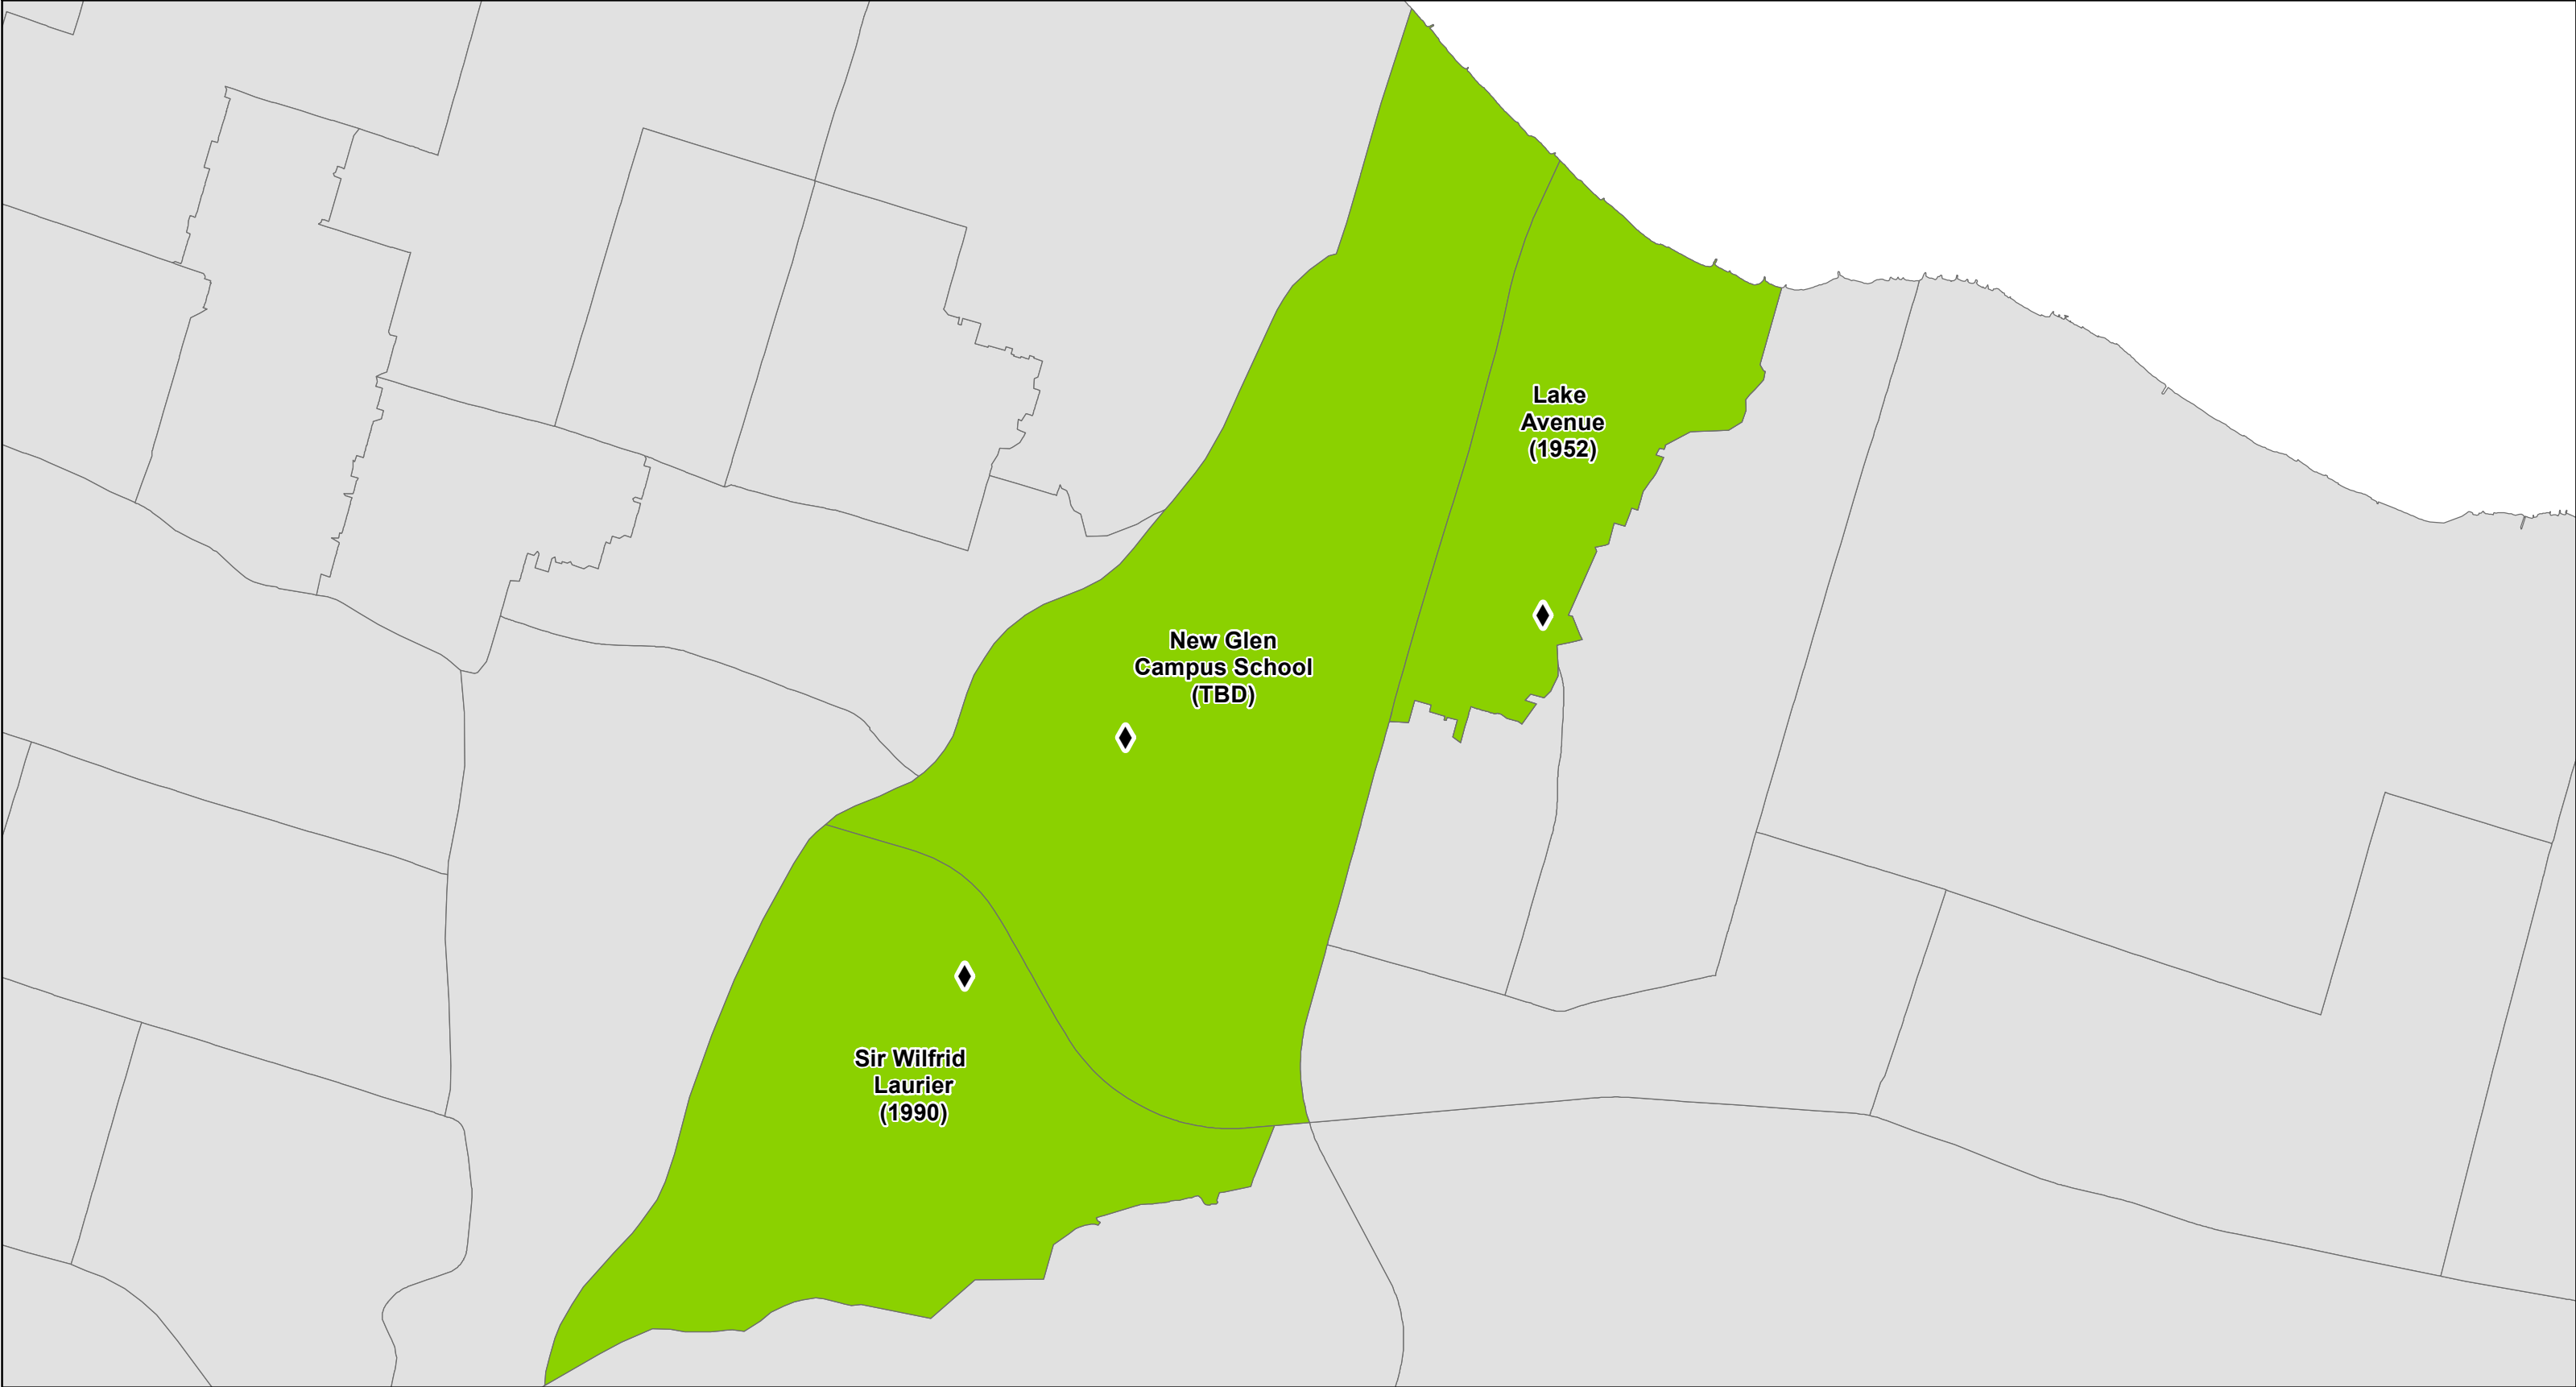 Lake
Avenue
(1952)
New Glen
Campus School
(TBD)
Sir Wilfrid
Laurier
(1990)